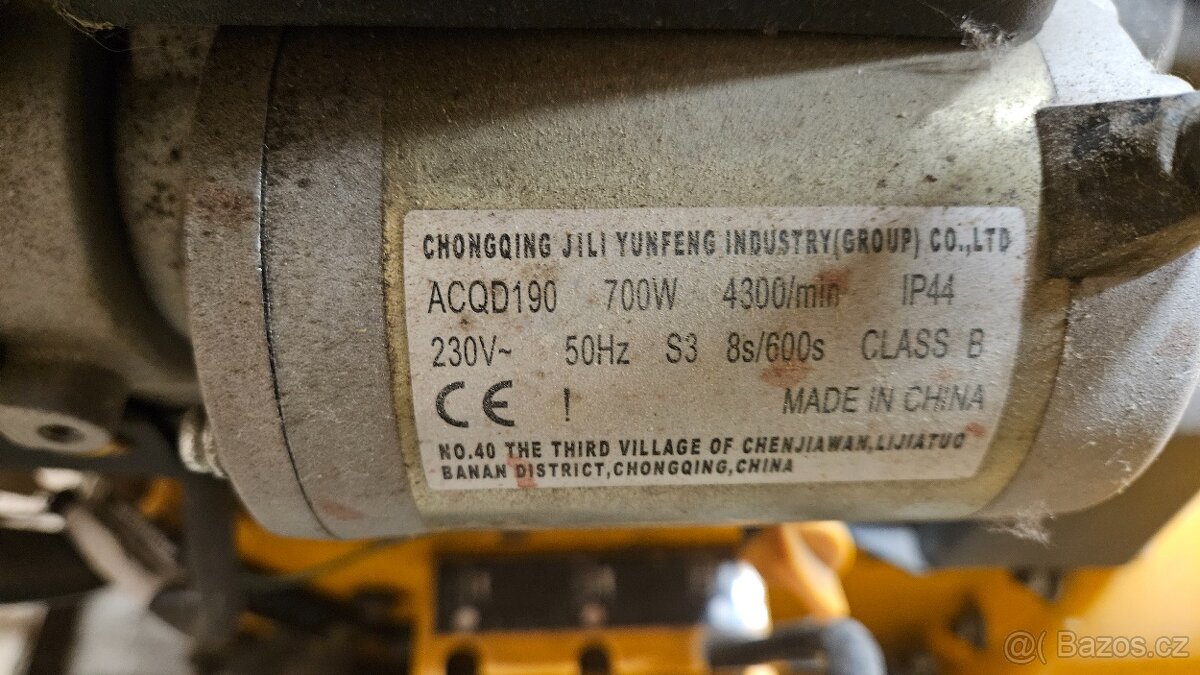 CHONGQING JILI YUNFENG INDUSTRY(GROUP) CO.,LTD
ACQD190 700W 4300/min IP44
230V~ 50Hz S3 8s/600s CLASS B
CE ! MADE IN CHINA
NO.40 THE THIRD VILLAGE OF CHENJIAWAN,LIJIATUO
BANAN DISTRICT,CHONGQING,CHINA
@( Bazos.cz